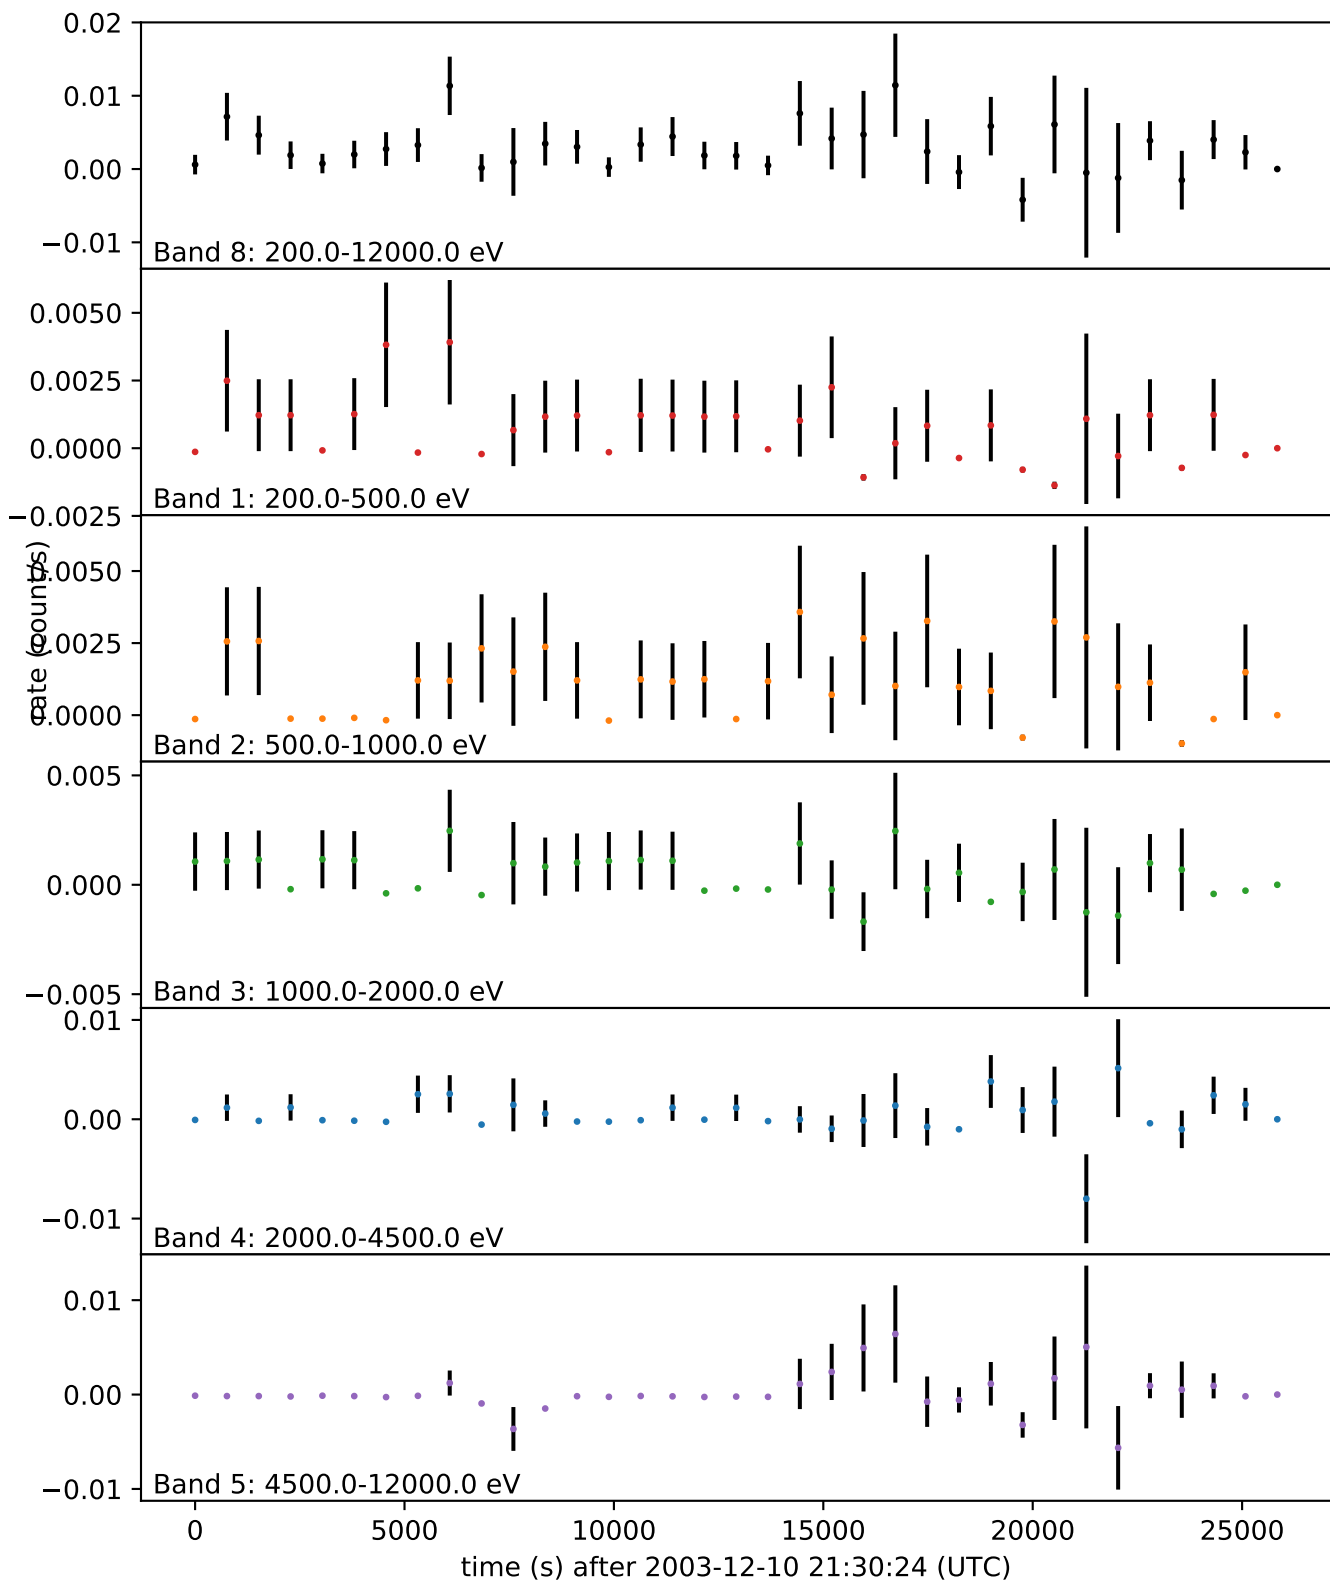 0.02
0.01
0.00
−0.01
Band 8: 200.0-12000.0 eV
0.0050
0.0025
0.0000
−0.0025
Band 1: 200.0-500.0 eV
rate (count/s)
0.0050
0.0025
0.0000
Band 2: 500.0-1000.0 eV
0.005
0.000
−0.005
Band 3: 1000.0-2000.0 eV
0.01
0.00
−0.01
Band 4: 2000.0-4500.0 eV
0.01
0.00
−0.01
Band 5: 4500.0-12000.0 eV
0 5000 10000 15000 20000 25000
time (s) after 2003-12-10 21:30:24 (UTC)